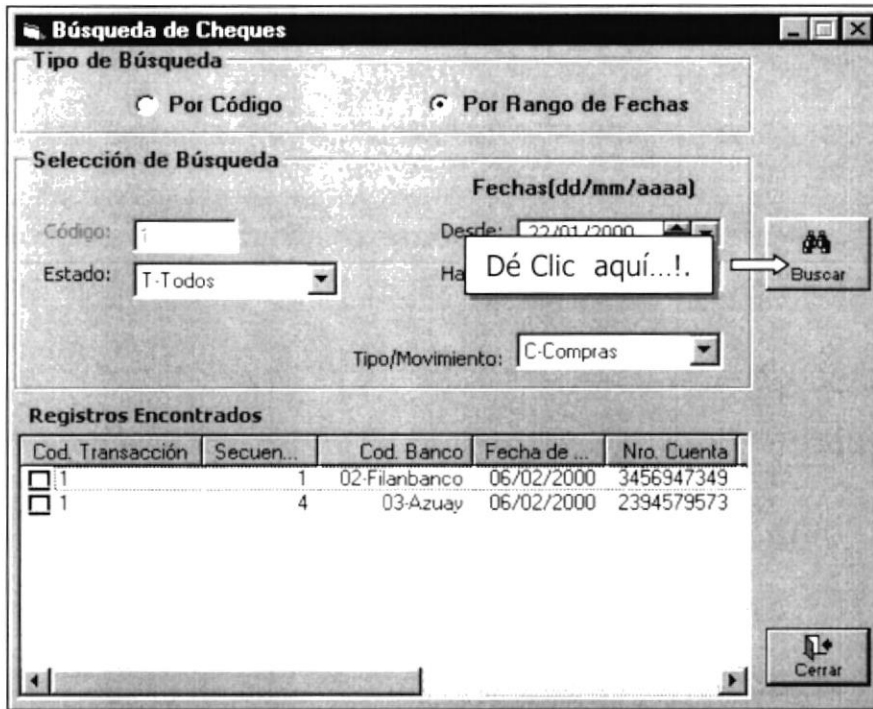 Búsqueda de Cheques
Tipo de Búsqueda
Por Código Por Rango de Fechas
Selección de Búsqueda
Fechas(dd/mm/aaaa)
Código: 1 Desde: 22/01/2000
Estado: T-Todos Ha
Dé Clic aquí...!.
Buscar
Tipo/Movimiento: C-Compras
Registros Encontrados
Cod. Transacción Secuen... Cod. Banco Fecha de ... Nro. Cuenta
1 1 02-Filanbanco 06/02/2000 3456947349
1 4 03-Azuay 06/02/2000 2394579573
Cerrar